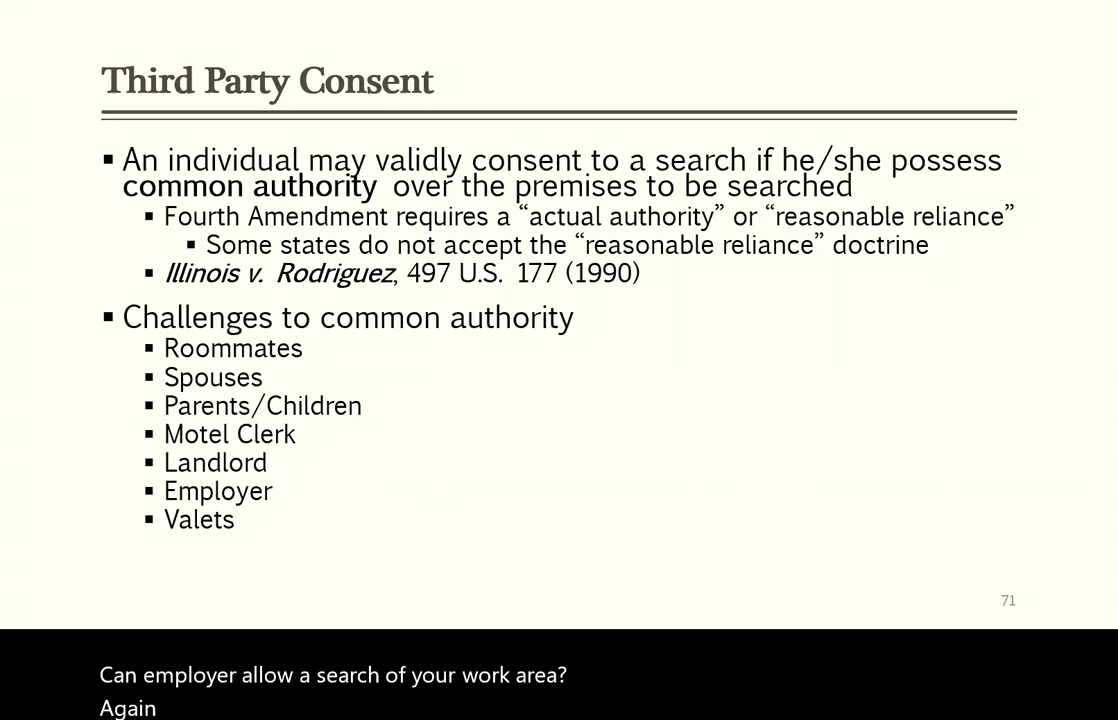 Third Party Consent
▪ An individual may validly consent to a search if he/she possess
common authority over the premises to be searched
▪ Fourth Amendment requires a “actual authority” or “reasonable reliance”
▪ Some states do not accept the “reasonable reliance” doctrine
▪ Illinois v. Rodriguez, 497 U.S. 177 (1990)
▪ Challenges to common authority
▪ Roommates
▪ Spouses
▪ Parents/Children
▪ Motel Clerk
▪ Landlord
▪ Employer
▪ Valets
71
Can employer allow a search of your work area?
Again